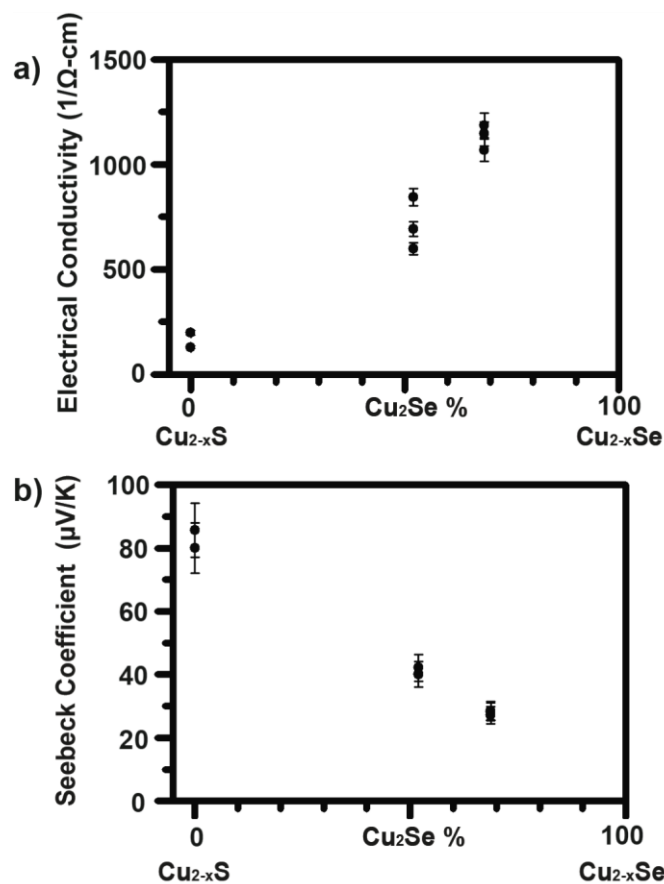 a)
Electrical Conductivity (1/Ω-cm)
1500
1000
500
0
0
Cu₂Se %
100
Cu₂₋ₓS
Cu₂₋ₓSe
b)
Seebeck Coefficient (µV/K)
100
80
60
40
20
0
0
Cu₂Se %
100
Cu₂₋ₓS
Cu₂₋ₓSe